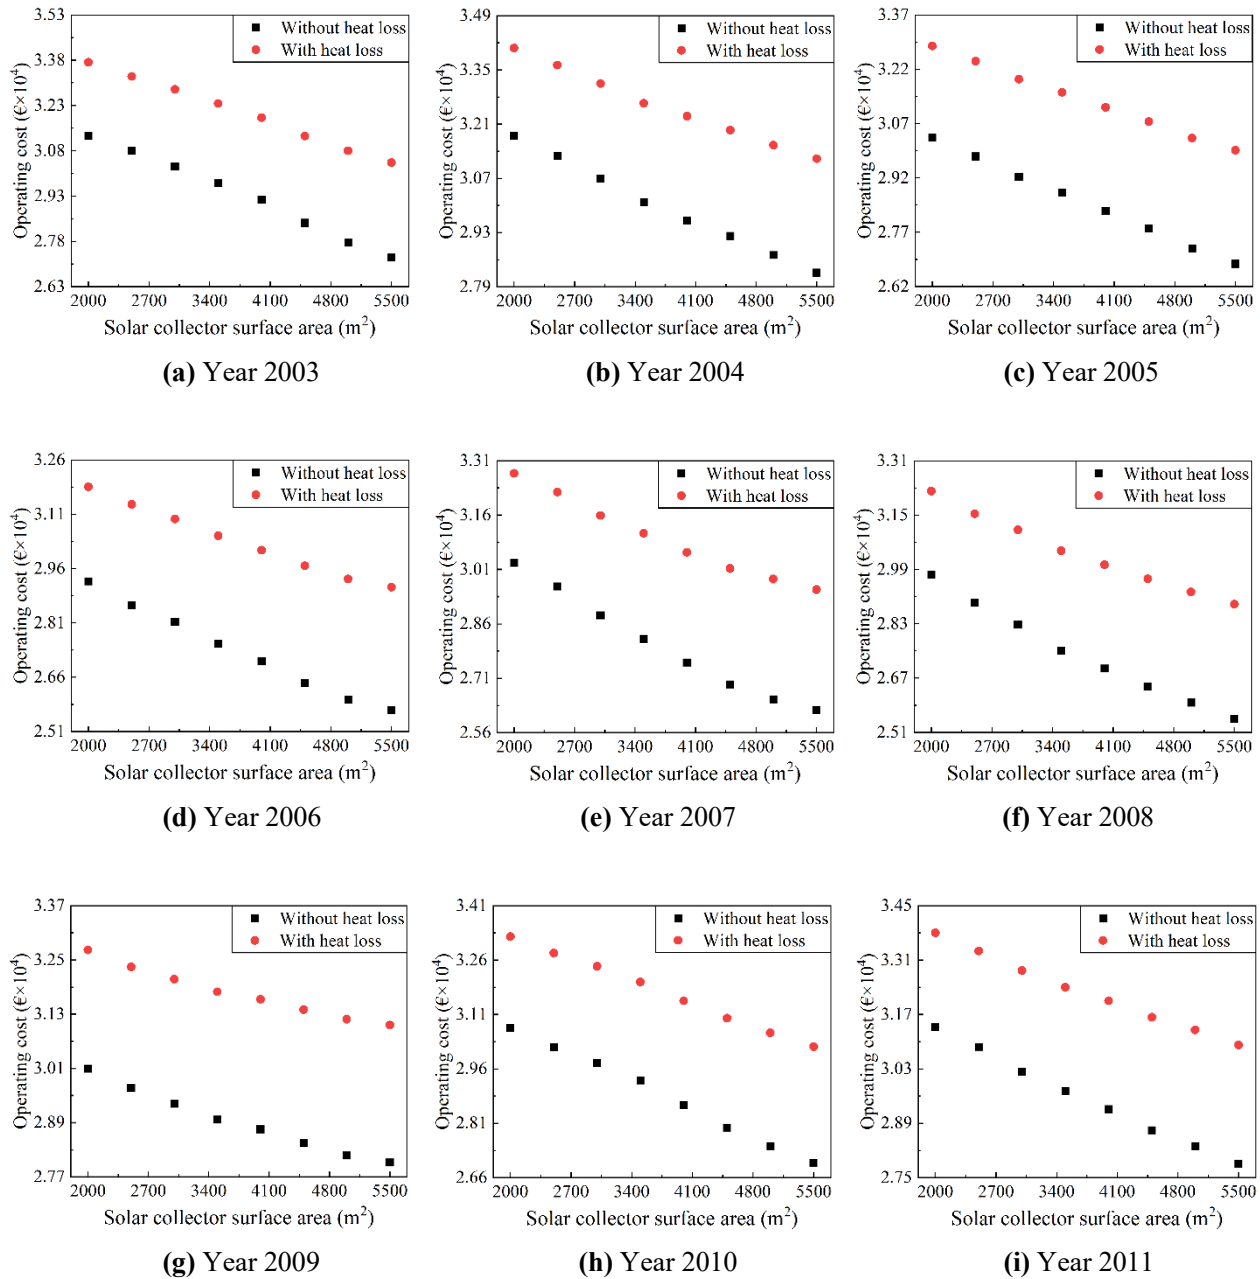 3.53
3.38
3.23
3.08
2.93
2.78
2.63
Operating cost (€×10⁴)
Without heat loss
With heat loss
2000 2700 3400 4100 4800 5500
Solar collector surface area (m²)
(a) Year 2003
3.49
3.35
3.21
3.07
2.93
2.79
Operating cost (€×10⁴)
Without heat loss
With heat loss
2000 2700 3400 4100 4800 5500
Solar collector surface area (m²)
(b) Year 2004
3.37
3.22
3.07
2.92
2.77
2.62
Operating cost (€×10⁴)
Without heat loss
With heat loss
2000 2700 3400 4100 4800 5500
Solar collector surface area (m²)
(c) Year 2005
3.26
3.11
2.96
2.81
2.66
2.51
Operating cost (€×10⁴)
Without heat loss
With heat loss
2000 2700 3400 4100 4800 5500
Solar collector surface area (m²)
(d) Year 2006
3.31
3.16
3.01
2.86
2.71
2.56
Operating cost (€×10⁴)
Without heat loss
With heat loss
2000 2700 3400 4100 4800 5500
Solar collector surface area (m²)
(e) Year 2007
3.31
3.15
2.99
2.83
2.67
2.51
Operating cost (€×10⁴)
Without heat loss
With heat loss
2000 2700 3400 4100 4800 5500
Solar collector surface area (m²)
(f) Year 2008
3.37
3.25
3.13
3.01
2.89
2.77
Operating cost (€×10⁴)
Without heat loss
With heat loss
2000 2700 3400 4100 4800 5500
Solar collector surface area (m²)
(g) Year 2009
3.41
3.26
3.11
2.96
2.81
2.66
Operating cost (€×10⁴)
Without heat loss
With heat loss
2000 2700 3400 4100 4800 5500
Solar collector surface area (m²)
(h) Year 2010
3.45
3.31
3.17
3.03
2.89
2.75
Operating cost (€×10⁴)
Without heat loss
With heat loss
2000 2700 3400 4100 4800 5500
Solar collector surface area (m²)
(i) Year 2011